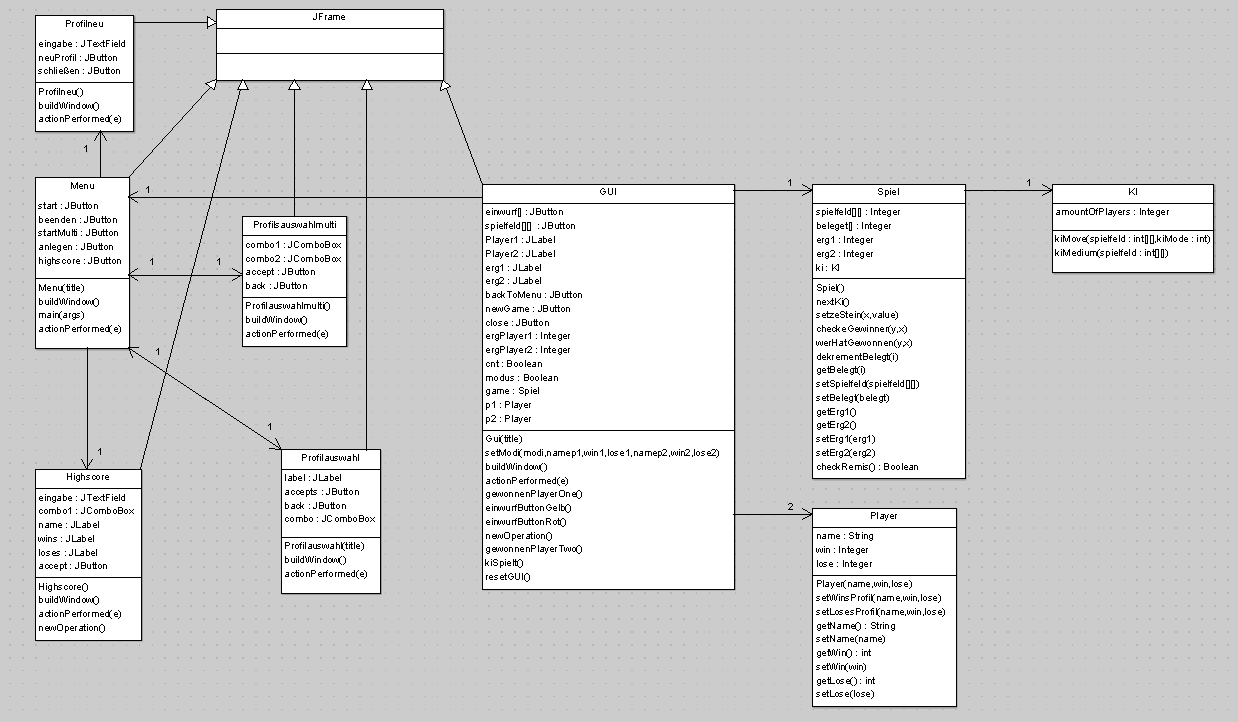 Profilneu
eingabe : JTextField
neuProfil : JButton
schließen : JButton
Profilneu()
buildWindow()
actionPerformed(e)
JFrame
1
Menu
start : JButton
beenden : JButton
startMulti : JButton
anlegen : JButton
highscore : JButton
Menu(title)
buildWindow()
main(args)
actionPerformed(e)
1
1
1
Profilsauswahlmulti
combo1 : JComboBox
combo2 : JComboBox
accept : JButton
back : JButton
Profilauswahlmulti()
buildWindow()
actionPerformed(e)
1
1
1
Highscore
eingabe : JTextField
combo1 : JComboBox
name : JLabel
wins : JLabel
loses : JLabel
accept : JButton
Highscore()
buildWindow()
actionPerformed(e)
newOperation()
Profilauswahl
label : JLabel
accepts : JButton
back : JButton
combo : JComboBox
Profilauswahl(title)
buildWindow()
actionPerformed(e)
GUI
einwurf[] : JButton
spielfeld[][] : JButton
Player1 : JLabel
Player2 : JLabel
erg1 : JLabel
erg2 : JLabel
backToMenu : JButton
newGame : JButton
close : JButton
ergPlayer1 : Integer
ergPlayer2 : Integer
cnt : Boolean
modus : Boolean
game : Spiel
p1 : Player
p2 : Player
Gui(title)
setModi(modi,namep1,win1,lose1,namep2,win2,lose2)
buildWindow()
actionPerformed(e)
gewonnenPlayerOne()
einwurfButtonGelb()
einwurfButtonRot()
newOperation()
gewonnenPlayerTwo()
kiSpielt()
resetGUI()
1
Spiel
spielfeld[][] : Integer
beleget[] : Integer
erg1 : Integer
erg2 : Integer
ki : KI
Spiel()
nextKi()
setzeStein(x,value)
checkeGewinner(y,x)
werHatGewonnen(y,x)
dekrementBelegt(i)
getBelegt(i)
setSpielfeld(spielfeld[][])
setBelegt(belegt)
getErg1()
getErg2()
setErg1(erg1)
setErg2(erg2)
checkRemis() : Boolean
1
KI
amountOfPlayers : Integer
kiMove(spielfeld : int[][],kiMode : int)
kiMedium(spielfeld : int[][])
2
Player
name : String
win : Integer
lose : Integer
Player(name,win,lose)
setWinsProfil(name,win,lose)
setLosesProfil(name,win,lose)
getName() : String
setName(name)
getWin() : int
setWin(win)
getLose() : int
setLose(lose)